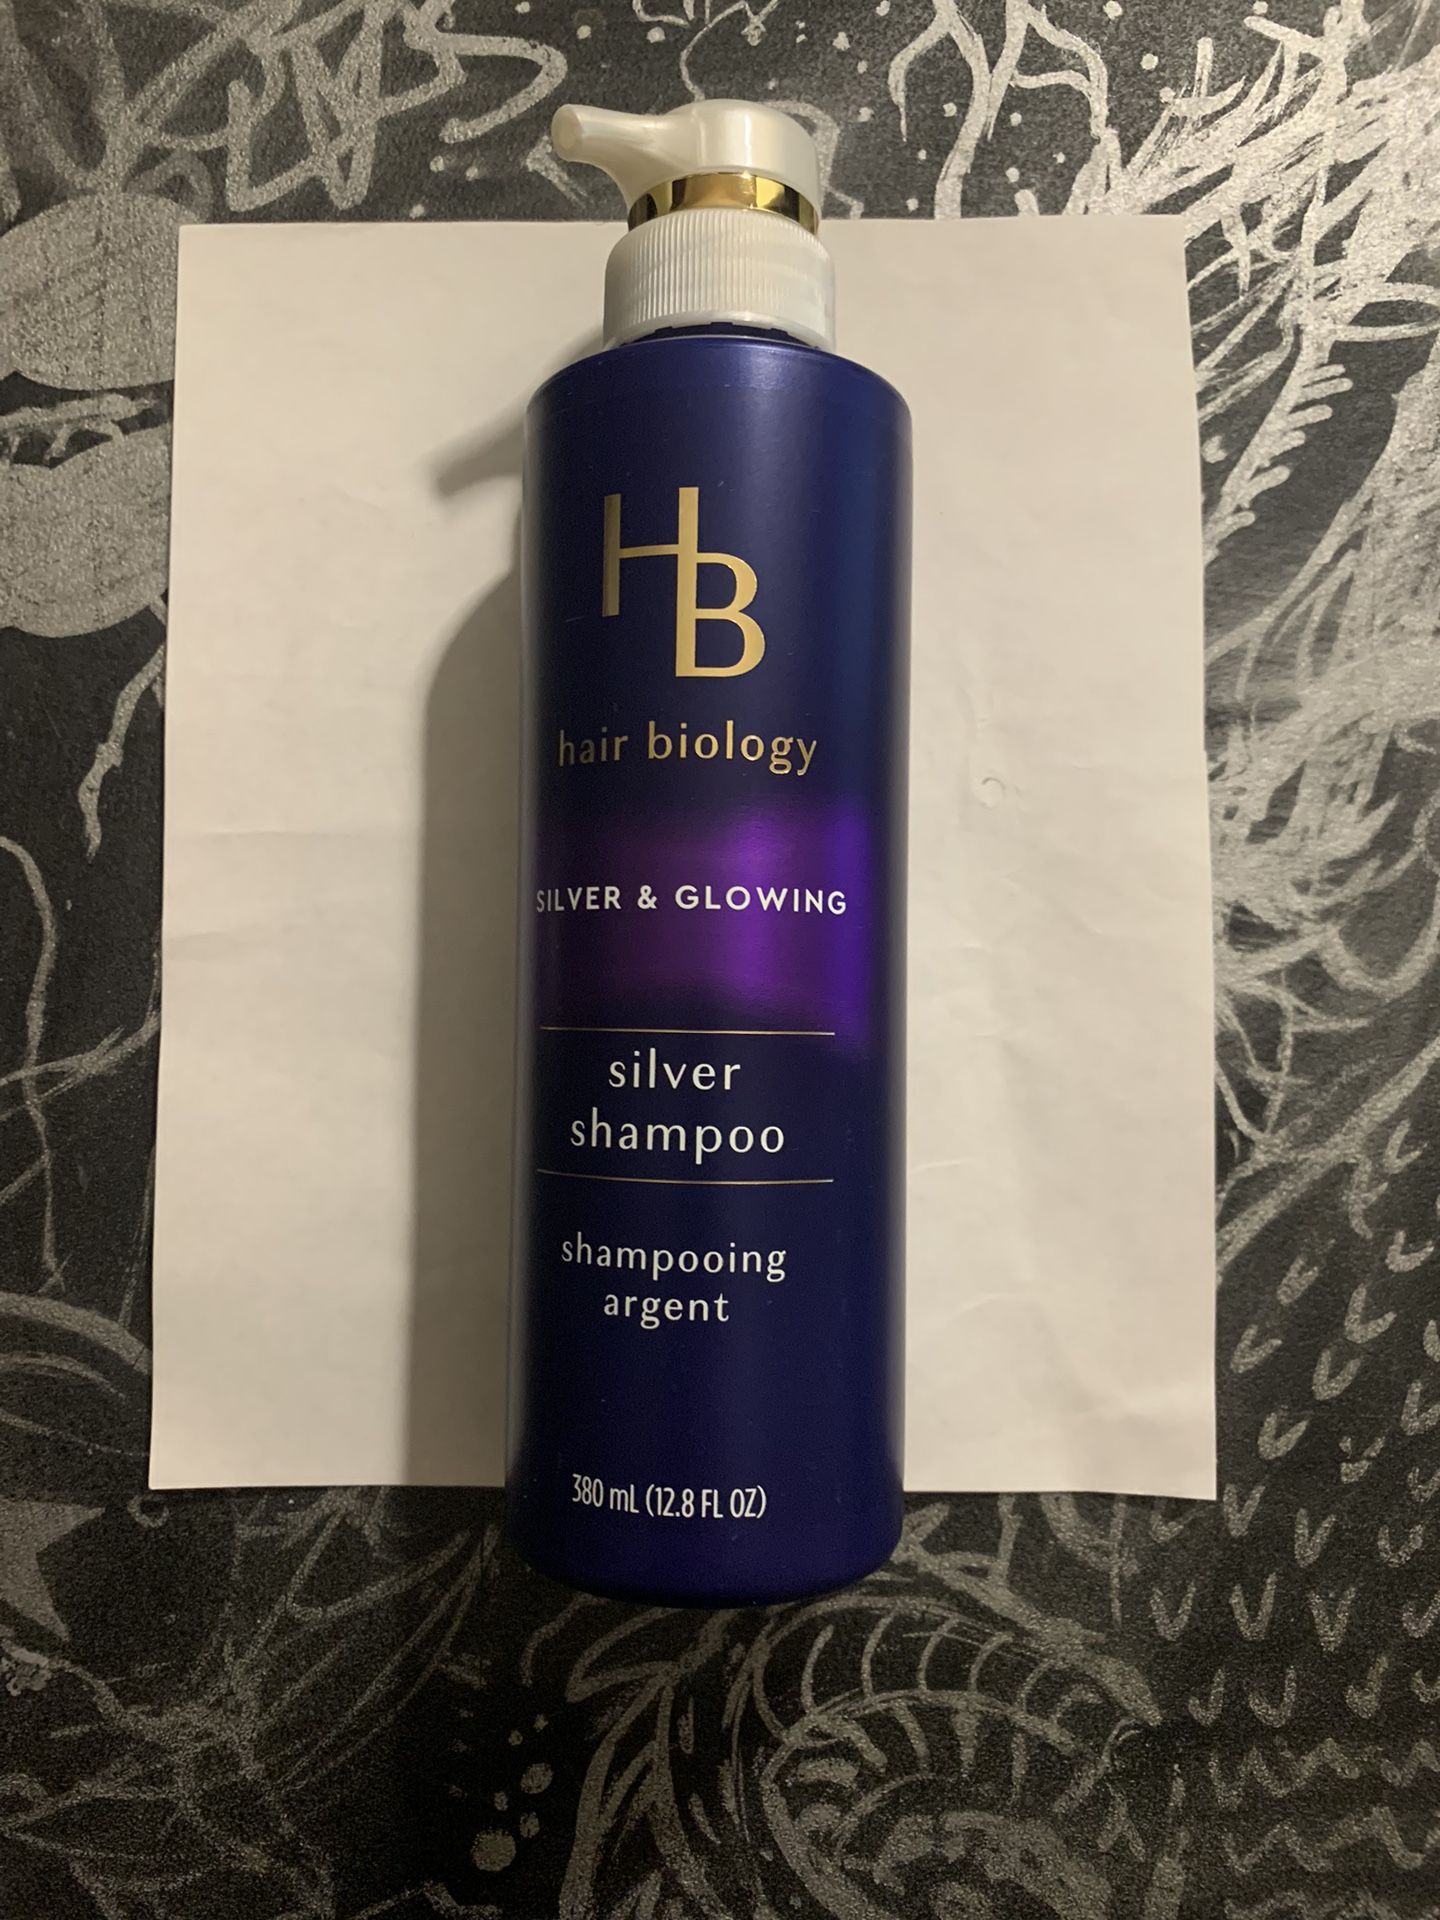 HB
hair biology
SILVER & GLOWING
silver
shampoo
shampooing
argent
380 mL (12.8 FL OZ)